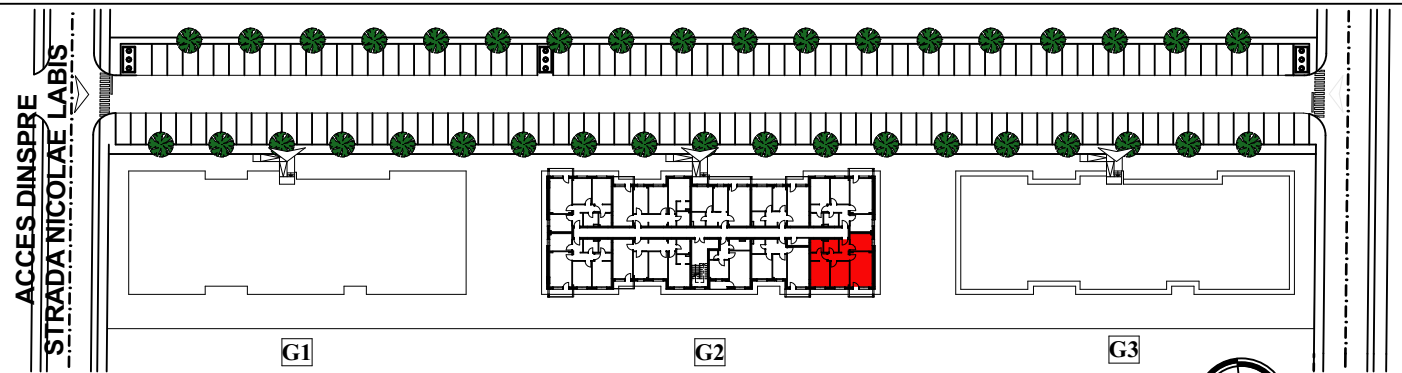 ACCES DINSPRE
STRADA NICOLAE LABIS
G1
G2
G3